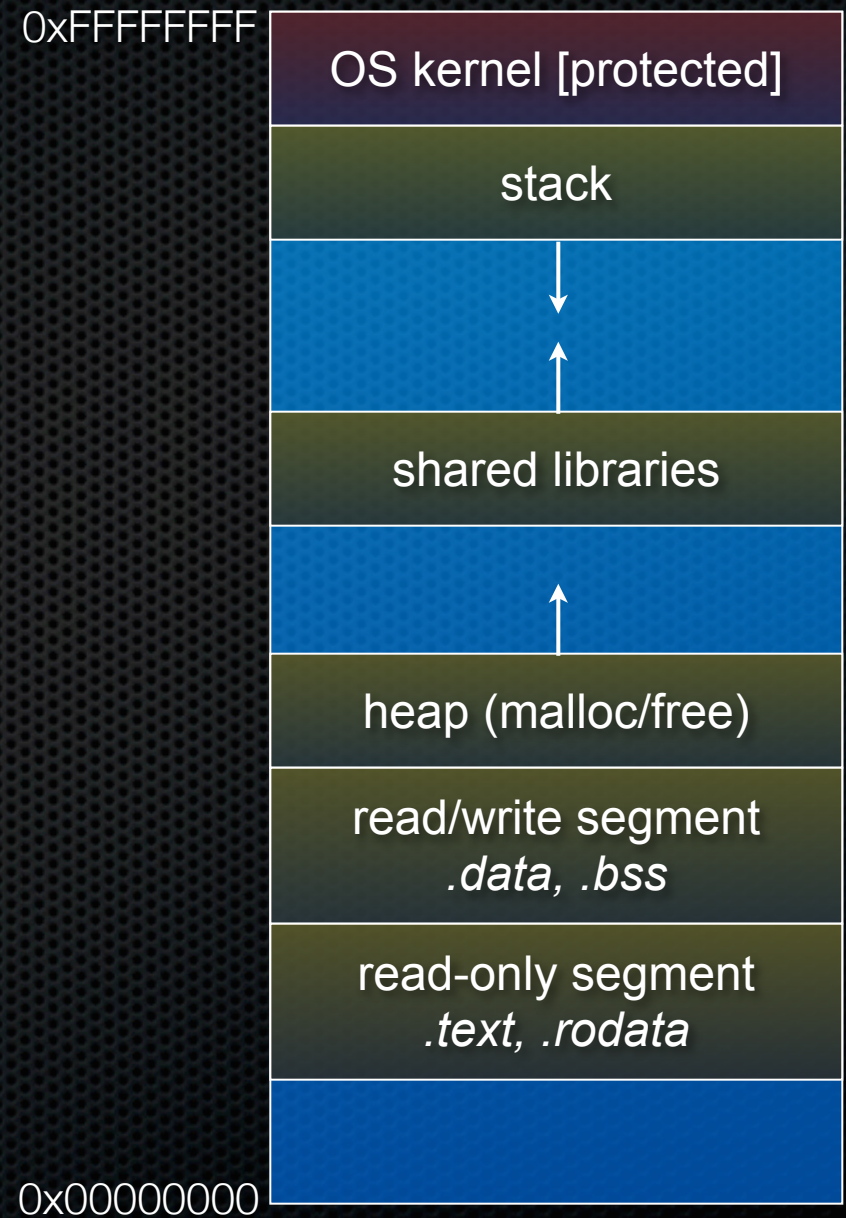 0xFFFFFFFF
OS kernel [protected]
stack
shared libraries
heap (malloc/free)
read/write segment
.data, .bss
read-only segment
.text, .rodata
0x00000000